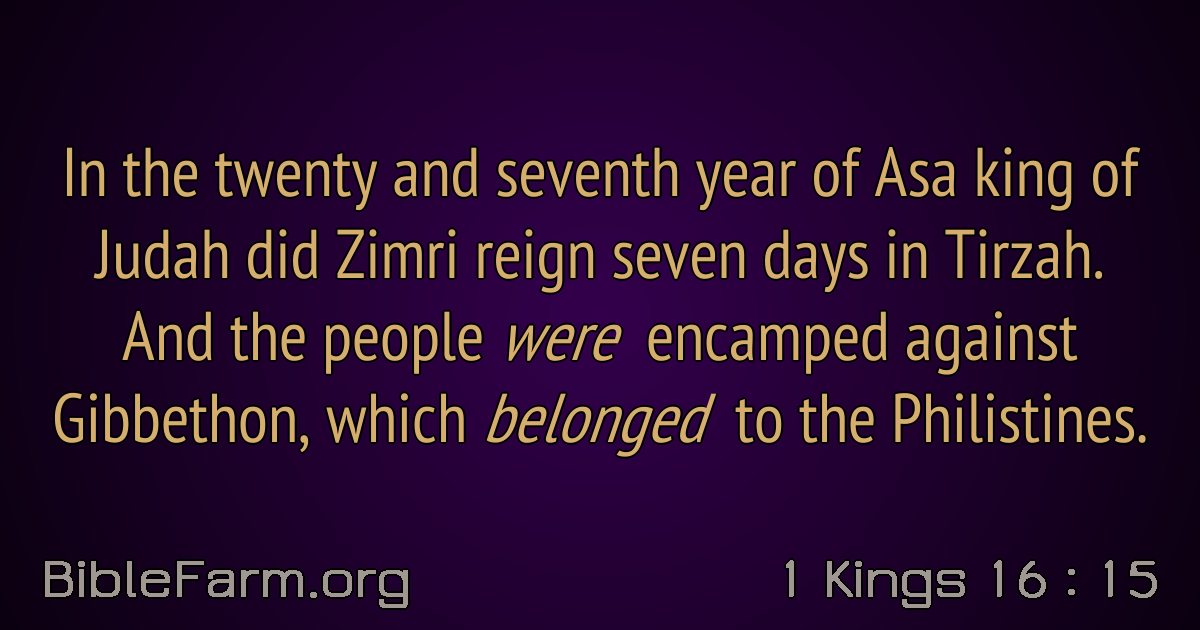 In the twenty and seventh year of Asa king of
Judah did Zimri reign seven days in Tirzah.
And the people were encamped against
Gibbethon, which belonged to the Philistines.
BibleFarm.org
1 Kings 16 : 15